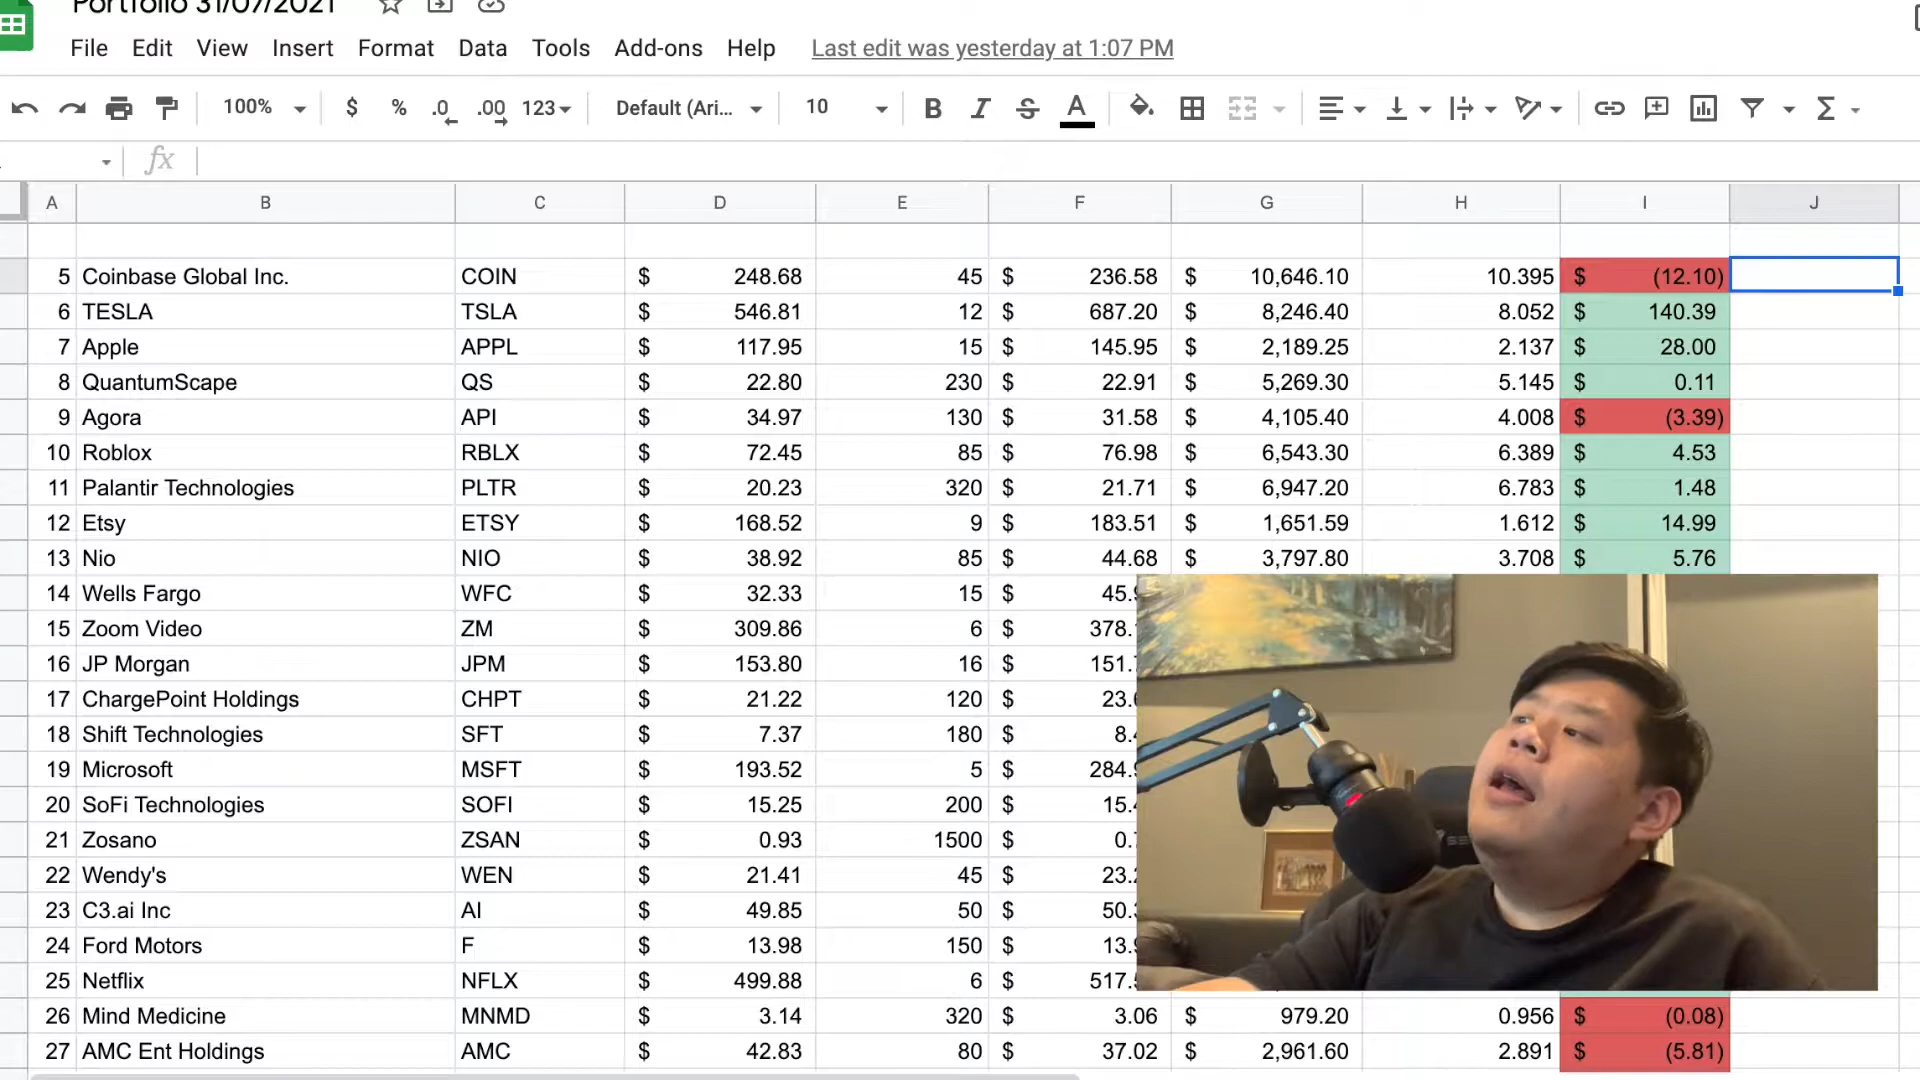 Portfolio 31/07/2021
File Edit View Insert Format Data Tools Add-ons Help Last edit was yesterday at 1:07 PM
100% $ % .0 .00 123 Default (Ari... 10 B I S A Σ
fx
A B C D E F G H I J
5 Coinbase Global Inc. COIN $ 248.68 45 $ 236.58 $ 10,646.10 10.395 $ (12.10)
6 TESLA TSLA $ 546.81 12 $ 687.20 $ 8,246.40 8.052 $ 140.39
7 Apple APPL $ 117.95 15 $ 145.95 $ 2,189.25 2.137 $ 28.00
8 QuantumScape QS $ 22.80 230 $ 22.91 $ 5,269.30 5.145 $ 0.11
9 Agora API $ 34.97 130 $ 31.58 $ 4,105.40 4.008 $ (3.39)
10 Roblox RBLX $ 72.45 85 $ 76.98 $ 6,543.30 6.389 $ 4.53
11 Palantir Technologies PLTR $ 20.23 320 $ 21.71 $ 6,947.20 6.783 $ 1.48
12 Etsy ETSY $ 168.52 9 $ 183.51 $ 1,651.59 1.612 $ 14.99
13 Nio NIO $ 38.92 85 $ 44.68 $ 3,797.80 3.708 $ 5.76
14 Wells Fargo WFC $ 32.33 15 $ 45.
15 Zoom Video ZM $ 309.86 6 $ 378.
16 JP Morgan JPM $ 153.80 16 $ 151.
17 ChargePoint Holdings CHPT $ 21.22 120 $ 23.
18 Shift Technologies SFT $ 7.37 180 $ 8.
19 Microsoft MSFT $ 193.52 5 $ 284.
20 SoFi Technologies SOFI $ 15.25 200 $ 15.
21 Zosano ZSAN $ 0.93 1500 $ 0.
22 Wendy's WEN $ 21.41 45 $ 23.
23 C3.ai Inc AI $ 49.85 50 $ 50.
24 Ford Motors F $ 13.98 150 $ 13.
25 Netflix NFLX $ 499.88 6 $ 517.
26 Mind Medicine MNMD $ 3.14 320 $ 3.06 $ 979.20 0.956 $ (0.08)
27 AMC Ent Holdings AMC $ 42.83 80 $ 37.02 $ 2,961.60 2.891 $ (5.81)